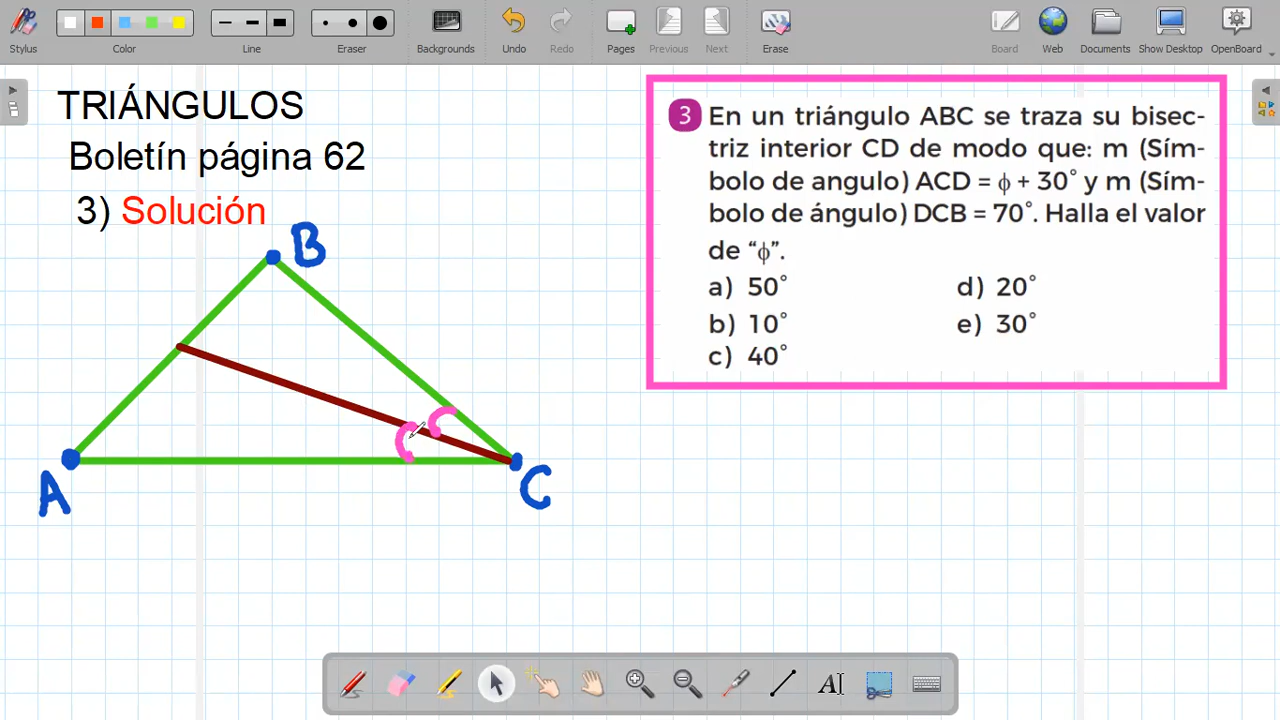 Stylus Color Line Eraser Backgrounds Undo Redo Pages Previous Next Erase Board Web Documents Show Desktop OpenBoard
TRIÁNGULOS
Boletín página 62
3) Solución
B
A
C
3 En un triángulo ABC se traza su bisec-
triz interior CD de modo que: m (Sím-
bolo de angulo) ACD = ϕ + 30° y m (Sím-
bolo de ángulo) DCB = 70°. Halla el valor
de “ϕ”.
a) 50° d) 20°
b) 10° e) 30°
c) 40°